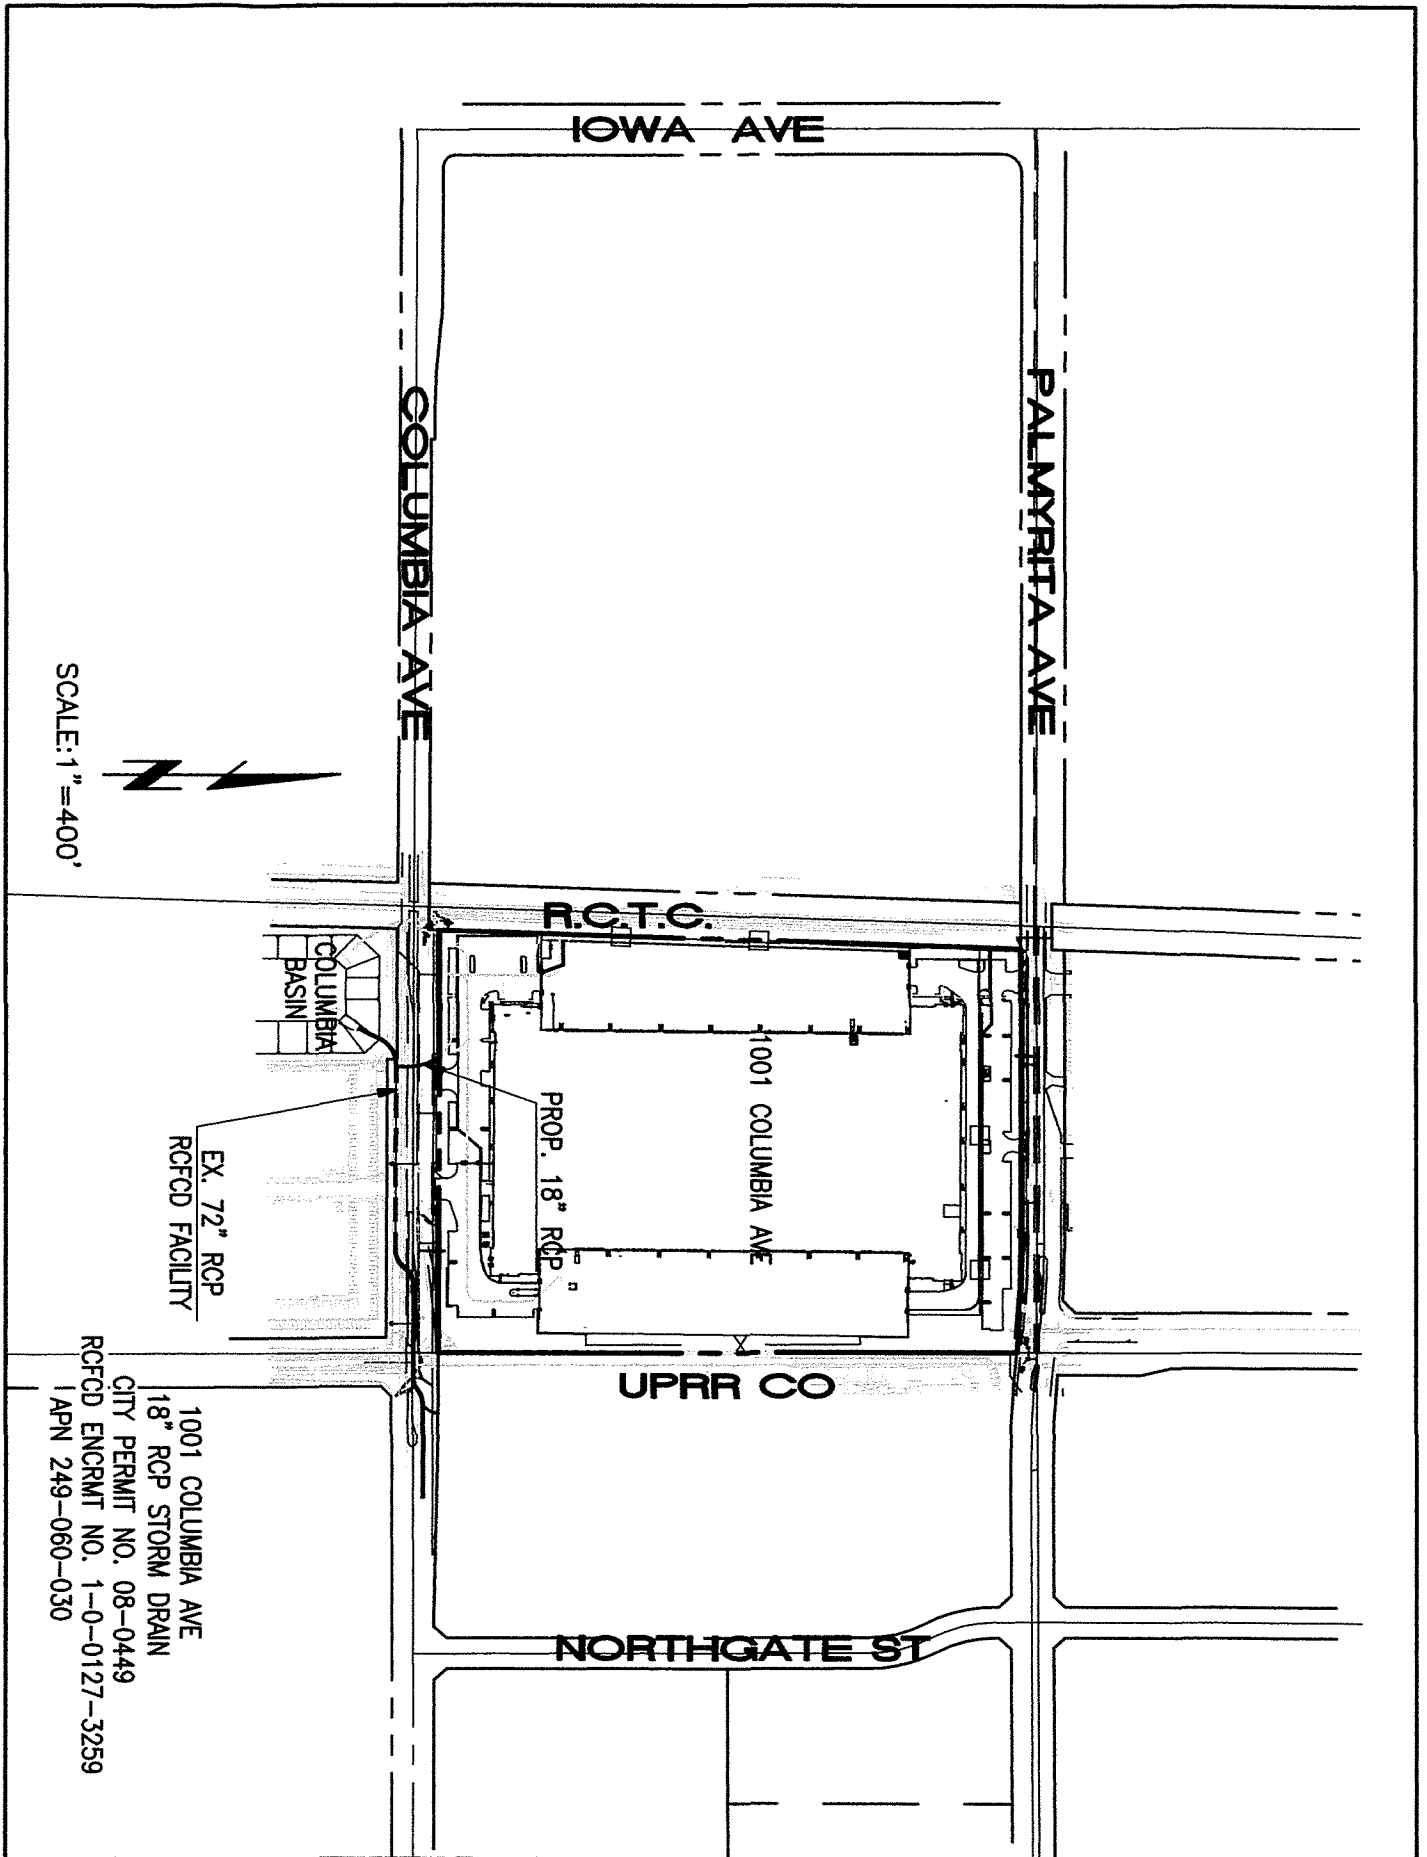 IOWA AVE
PALMYRITA AVE
COLUMBIA AVE
SCALE:1"=400'
N
R.C.T.C.
COLUMBIA
BASIN
1001 COLUMBIA AVE
PROP. 18" RCP
EX. 72" RCP
RCFCD FACILITY
UPRR CO
NORTHGATE ST
1001 COLUMBIA AVE
18" RCP STORM DRAIN
CITY PERMIT NO. 08-0449
RCFCD ENCRMT NO. 1-0-0127-3259
APN 249-060-030